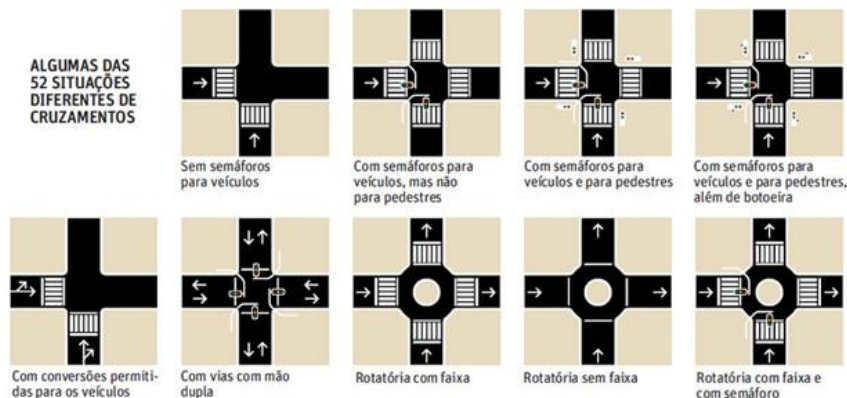 ALGUMAS DAS
52 SITUAÇÕES
DIFERENTES DE
CRUZAMENTOS
Sem semáforos
para veículos
Com semáforos para
veículos, mas não
para pedestres
Com semáforos para
veículos e para pedestres
Com semáforos para
veículos e para pedestres,
além de botoeira
Com conversões permiti-
das para os veículos
Com vias com mão
dupla
Rotatória com faixa
Rotatória sem faixa
Rotatória com faixa e
com semáforo